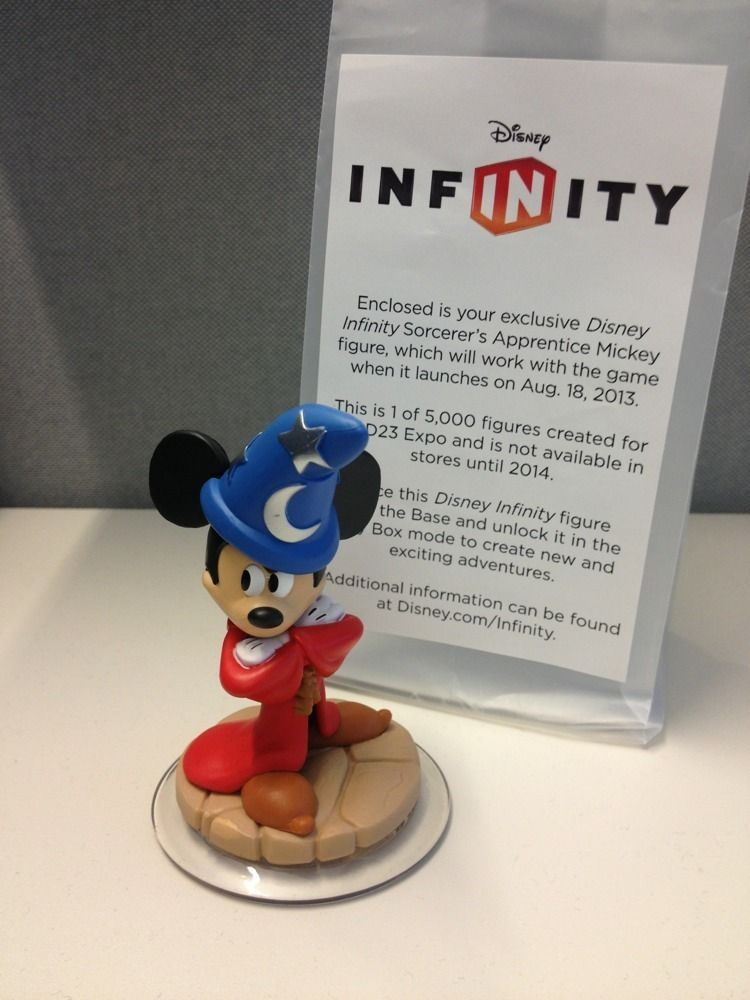 Disney
INFINITY
Enclosed is your exclusive Disney
Infinity Sorcerer's Apprentice Mickey
figure, which will work with the game
when it launches on Aug. 18, 2013.
This is 1 of 5,000 figures created for
D23 Expo and is not available in
stores until 2014.
this Disney Infinity figure
the Base and unlock it in the
Box mode to create new and
exciting adventures.
Additional information can be found
at Disney.com/Infinity.